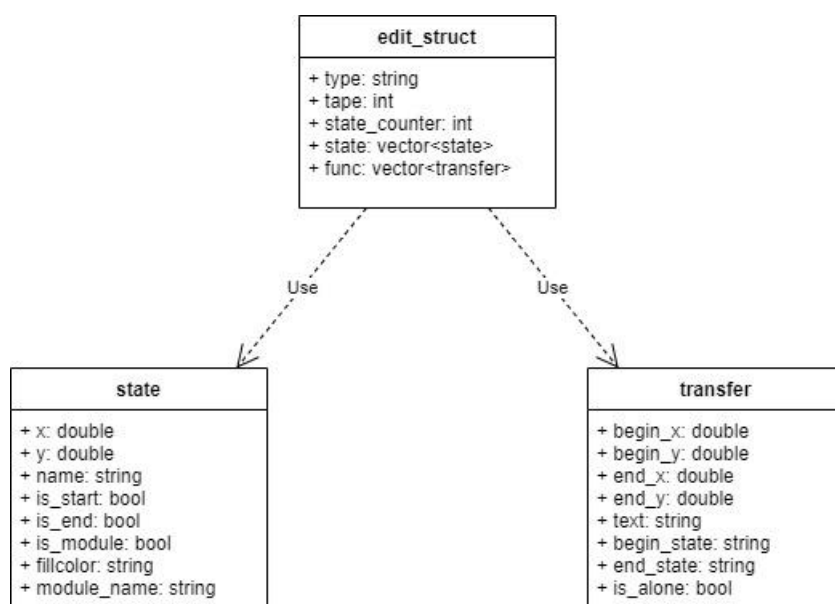 edit_struct
+ type: string
+ tape: int
+ state_counter: int
+ state: vector<state>
+ func: vector<transfer>
Use
Use
state
+ x: double
+ y: double
+ name: string
+ is_start: bool
+ is_end: bool
+ is_module: bool
+ fillcolor: string
+ module_name: string
transfer
+ begin_x: double
+ begin_y: double
+ end_x: double
+ end_y: double
+ text: string
+ begin_state: string
+ end_state: string
+ is_alone: bool